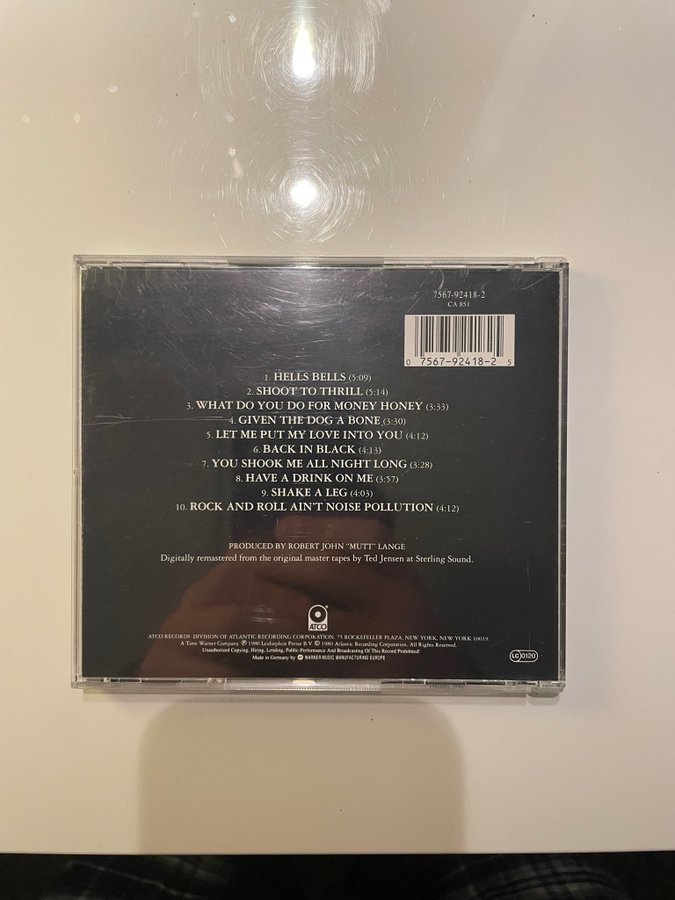 7567-92418-2
CA 851
0 7567-92418-2 5
1. HELLS BELLS (5:09)
2. SHOOT TO THRILL (5:14)
3. WHAT DO YOU DO FOR MONEY HONEY (3:33)
4. GIVEN THE DOG A BONE (3:30)
5. LET ME PUT MY LOVE INTO YOU (4:12)
6. BACK IN BLACK (4:13)
7. YOU SHOOK ME ALL NIGHT LONG (3:28)
8. HAVE A DRINK ON ME (3:57)
9. SHAKE A LEG (4:03)
10. ROCK AND ROLL AIN'T NOISE POLLUTION (4:12)
PRODUCED BY ROBERT JOHN "MUTT" LANGE
Digitally remastered from the original master tapes by Ted Jensen at Sterling Sound.
ATCO
ATCO RECORDS DIVISION OF ATLANTIC RECORDING CORPORATION, 75 ROCKEFELLER PLAZA, NEW YORK, NEW YORK 10019.
A Time Warner Company. ℗ 1980 Leidseplein Presse B.V. © 1980 Atlantic Recording Corporation. All Rights Reserved.
Unauthorized Copying, Hiring, Lending, Public-Performance And Broadcasting Of This Record Prohibited!
Made in Germany by WARNER MUSIC MANUFACTURING EUROPE
LC 0120